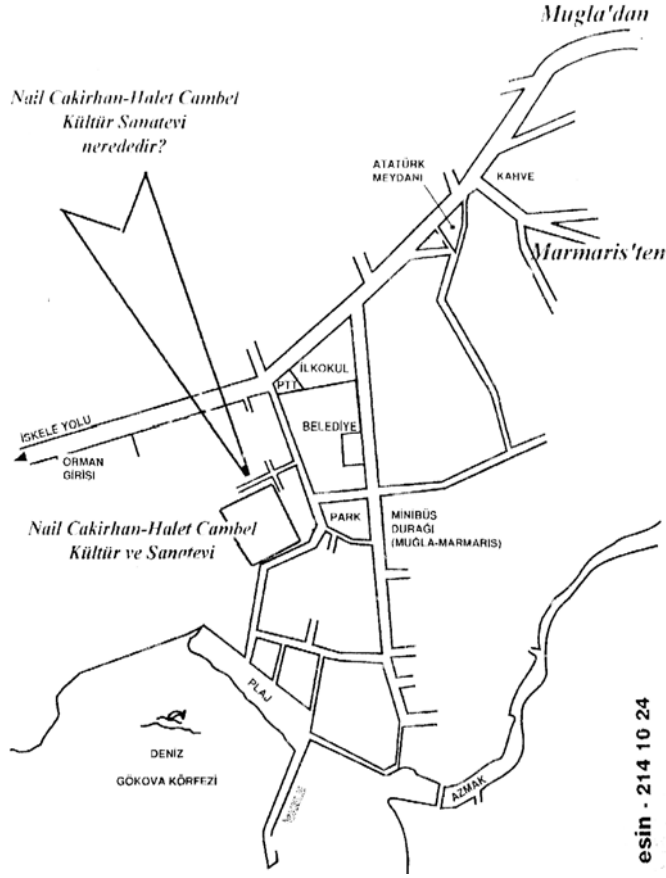 Mugla'dan
Nail Cakirhan-Halet Cambel
Kültür Sanatevi
nerededir?
ATATÜRK
MEYDANI
KAHVE
Marmaris'ten
İLKOKUL
PTT
BELEDİYE
İSKELE YOLU
ORMAN
GİRİŞİ
PARK
MİNİBÜS
DURAĞI
(MUĞLA-MARMARİS)
Nail Cakirhan-Halet Cambel
Kültür ve Sanatevi
PLAJ
DENİZ
GÖKOVA KÖRFEZİ
AZMAK
esin - 214 10 24